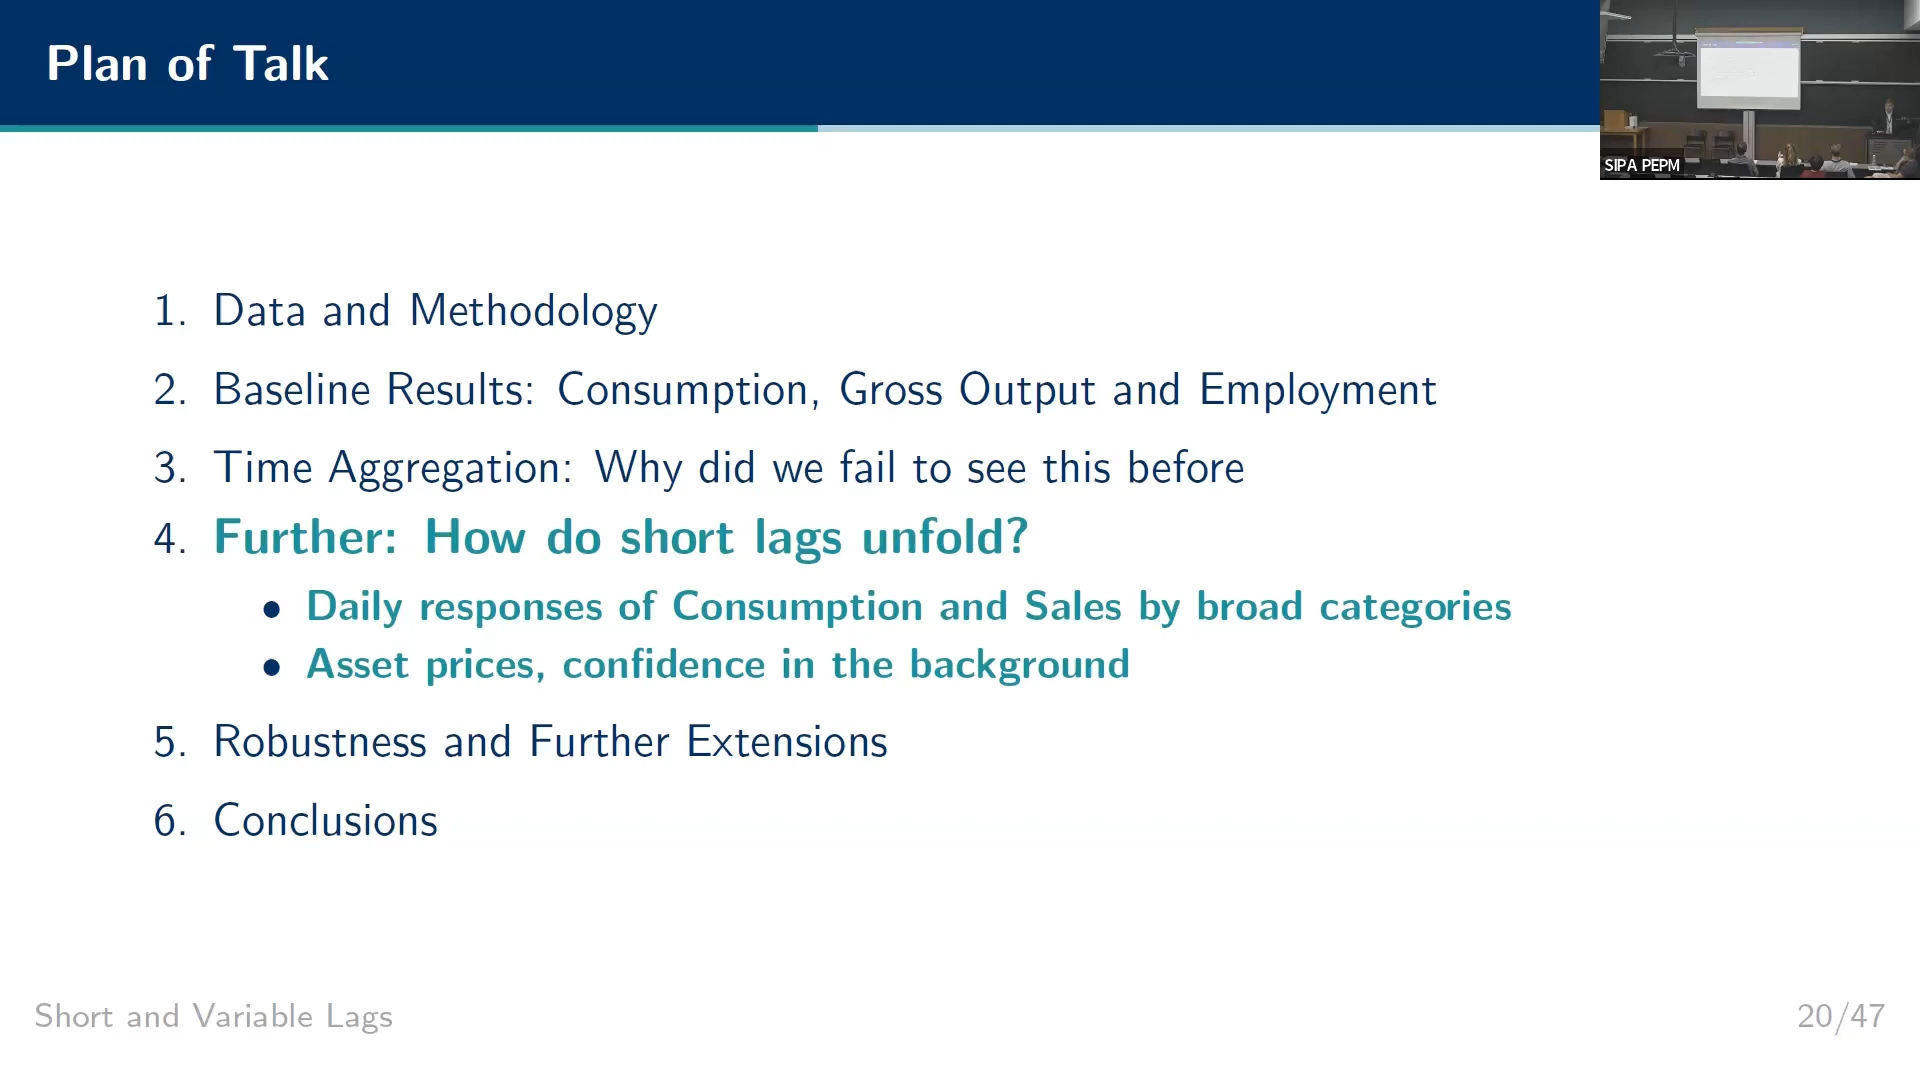 Plan of Talk
SIPA PEPM
1. Data and Methodology
2. Baseline Results: Consumption, Gross Output and Employment
3. Time Aggregation: Why did we fail to see this before
4. Further: How do short lags unfold?
• Daily responses of Consumption and Sales by broad categories
• Asset prices, confidence in the background
5. Robustness and Further Extensions
6. Conclusions
Short and Variable Lags
20/47